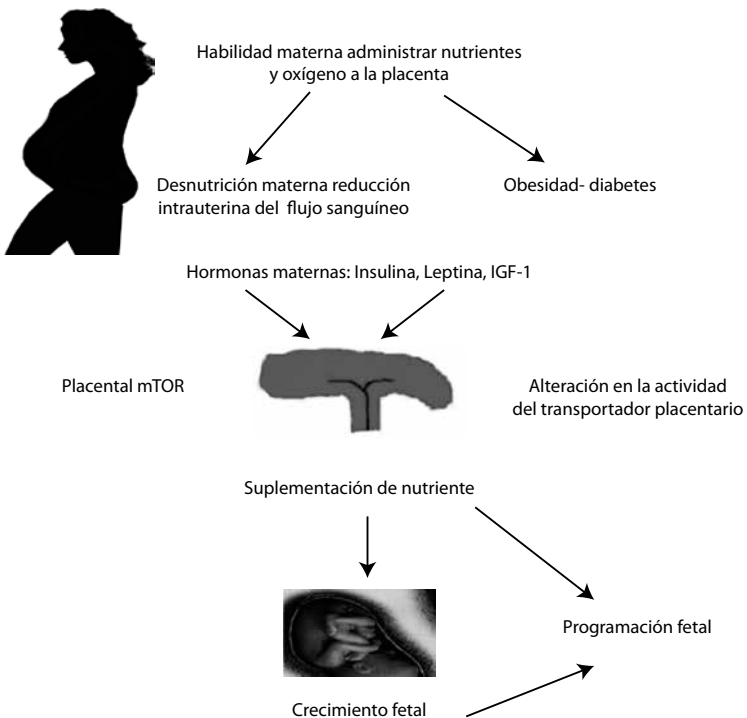 Habilidad materna administrar nutrientes
y oxígeno a la placenta
Desnutrición materna reducción
intrauterina del flujo sanguíneo
Obesidad- diabetes
Hormonas maternas: Insulina, Leptina, IGF-1
Placental mTOR
Alteración en la actividad
del transportador placentario
Suplementación de nutriente
Programación fetal
Crecimiento fetal